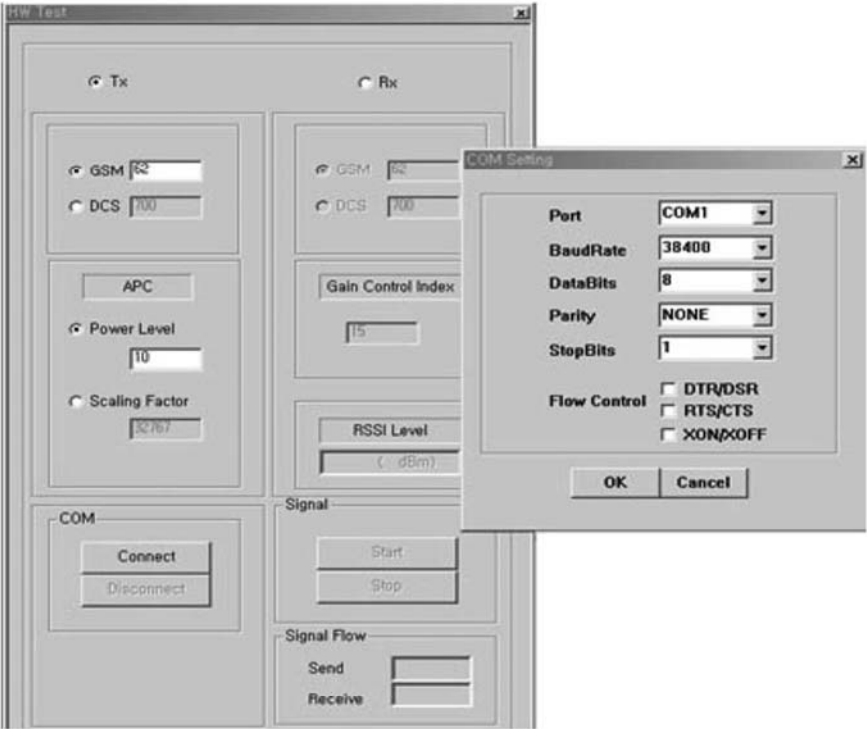 HW Test
Tx
Rx
GSM 62
DCS 700
GSM 62
DCS 700
APC
Power Level
10
Scaling Factor
32767
Gain Control Index
15
RSSI Level
( dBm)
COM
Connect
Disconnect
Signal
Start
Stop
Signal Flow
Send
Receive
COM Setting
Port COM1
BaudRate 38400
DataBits 8
Parity NONE
StopBits 1
Flow Control
DTR/DSR
RTS/CTS
XON/XOFF
OK
Cancel